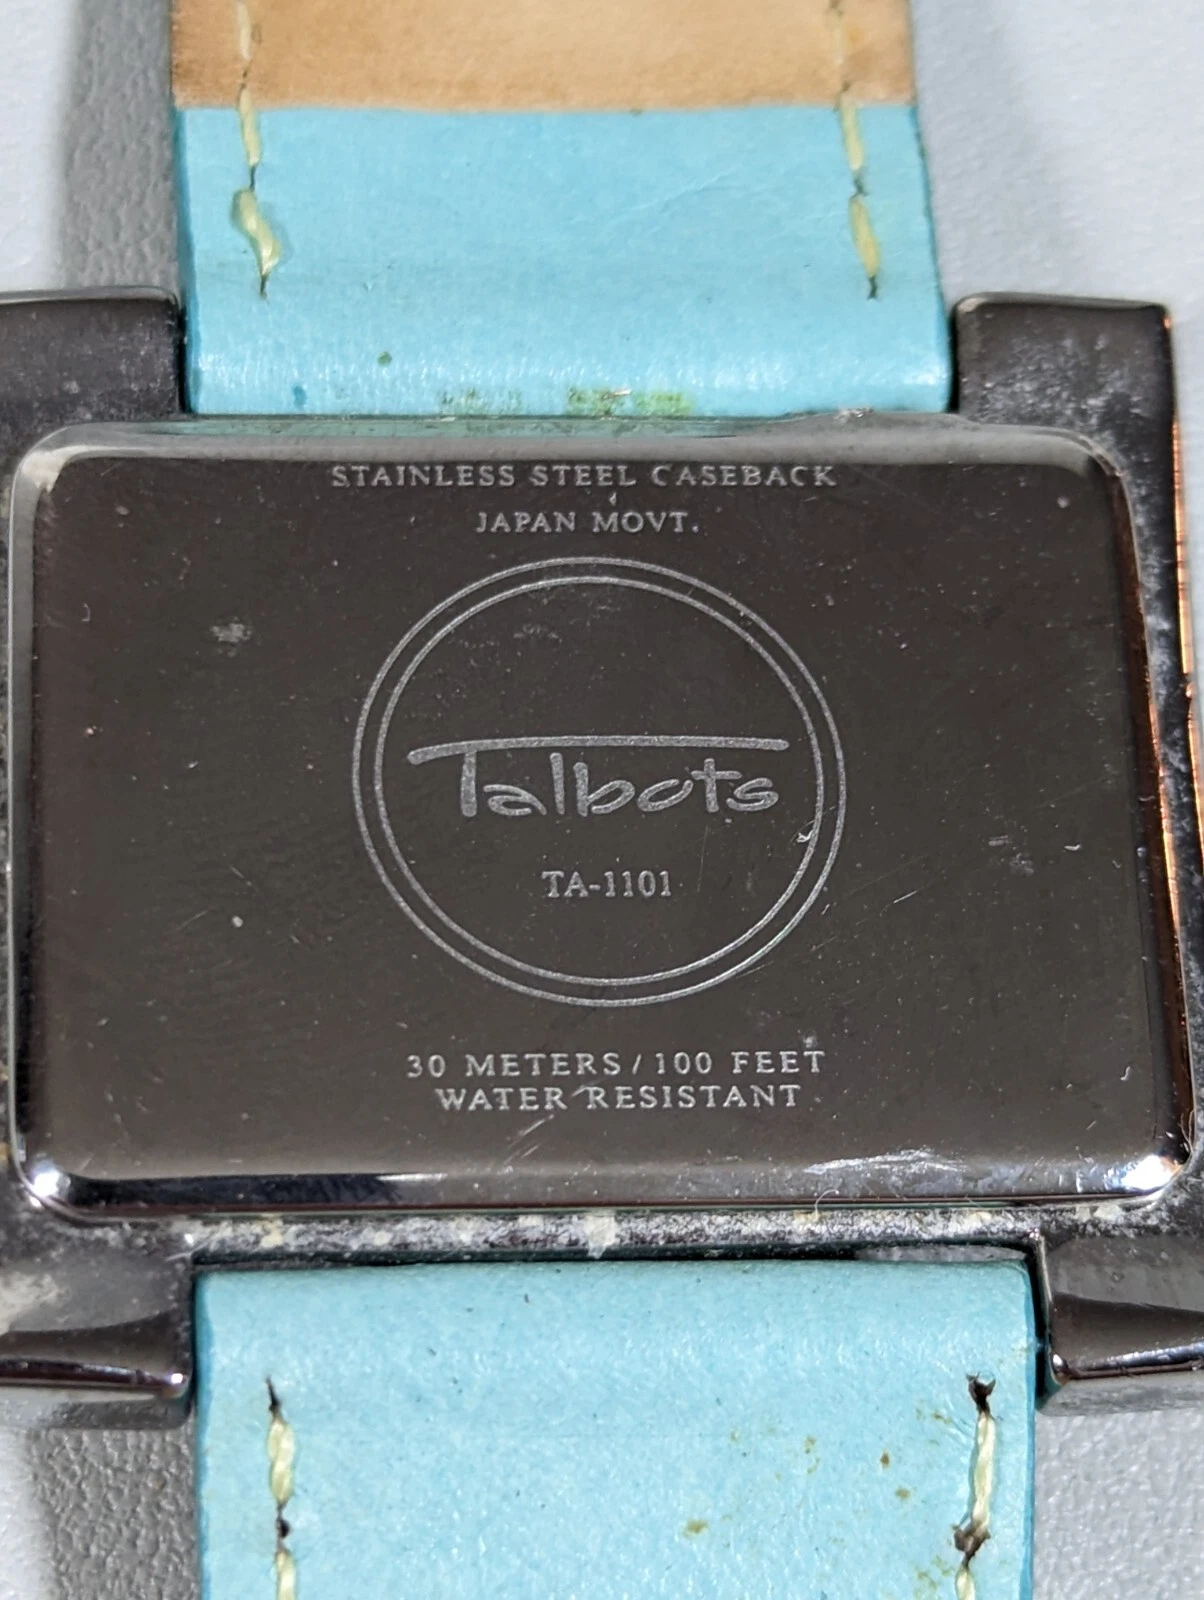 STAINLESS STEEL CASEBACK
JAPAN MOVT.
Talbots
TA-1101
30 METERS / 100 FEET
WATER RESISTANT